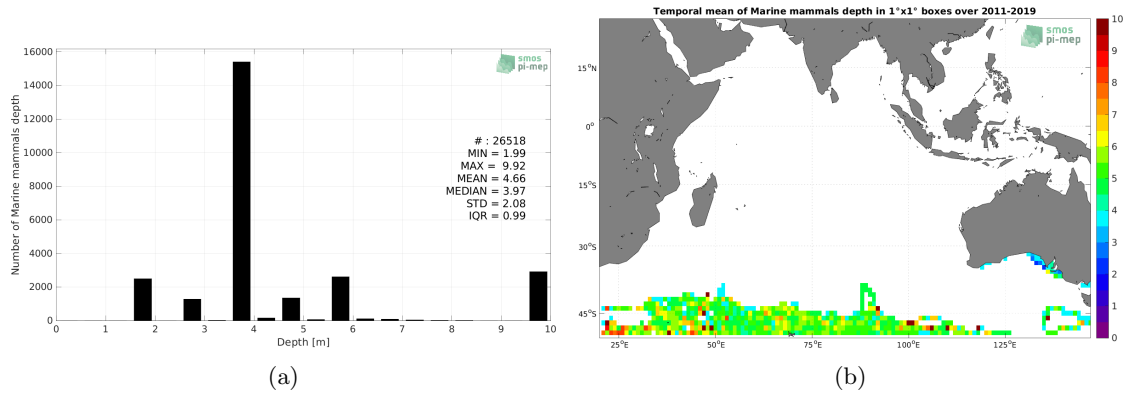 16000
14000
12000
10000
8000
6000
4000
2000
0
Number of Marine mammals depth
smos
pi-mep
# : 26518
MIN = 1.99
MAX = 9.92
MEAN = 4.66
MEDIAN = 3.97
STD = 2.08
IQR = 0.99
0 1 2 3 4 5 6 7 8 9 10
Depth [m]
(a)
Temporal mean of Marine mammals depth in 1°x1° boxes over 2011-2019
smos
pi-mep
15°N
0°
15°S
30°S
45°S
25°E 50°E 75°E 100°E 125°E
10
9
8
7
6
5
4
3
2
1
0
(b)